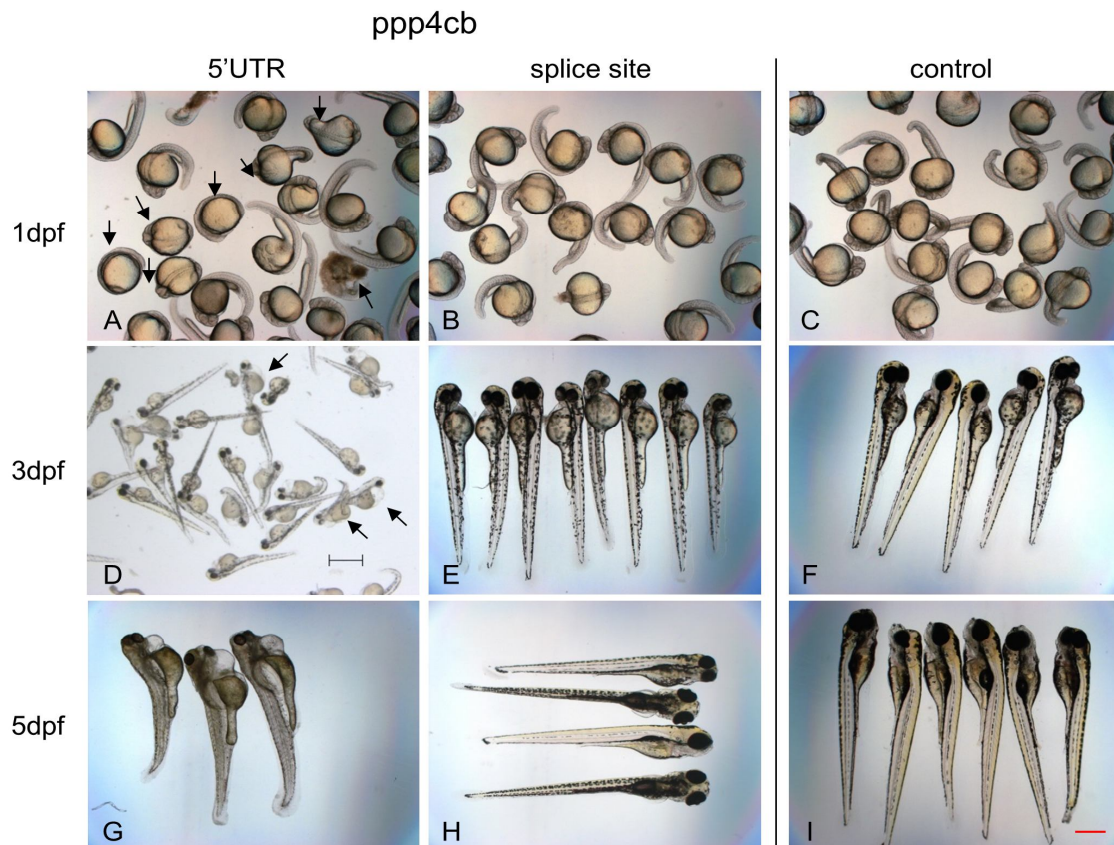 ppp4cb
5'UTR splice site control
1dpf
A B C
3dpf
D E F
5dpf
G H I